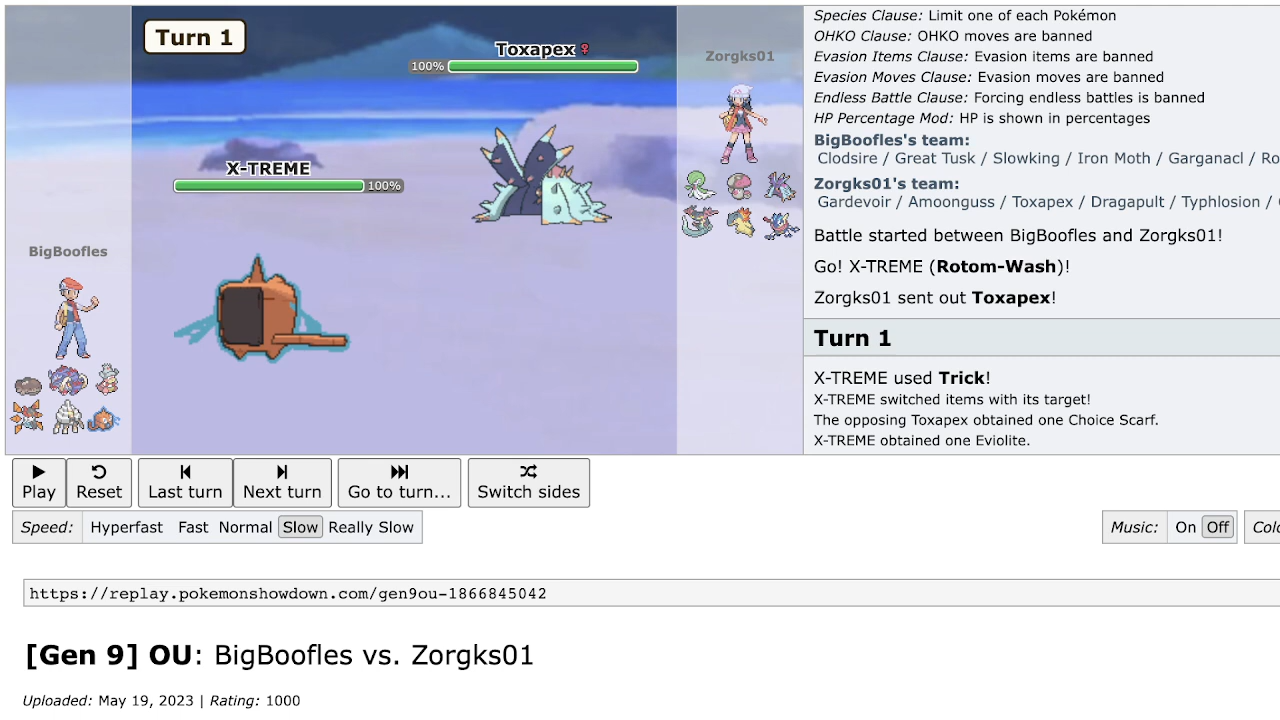 Turn 1
Toxapex
100%
X-TREME
100%
BigBoofles
Zorgks01
Species Clause: Limit one of each Pokémon
OHKO Clause: OHKO moves are banned
Evasion Items Clause: Evasion items are banned
Evasion Moves Clause: Evasion moves are banned
Endless Battle Clause: Forcing endless battles is banned
HP Percentage Mod: HP is shown in percentages
BigBoofles's team:
Clodsire / Great Tusk / Slowking / Iron Moth / Garganacl / Ro
Zorgks01's team:
Gardevoir / Amoonguss / Toxapex / Dragapult / Typhlosion /
Battle started between BigBoofles and Zorgks01!
Go! X-TREME (Rotom-Wash)!
Zorgks01 sent out Toxapex!
Turn 1
X-TREME used Trick!
X-TREME switched items with its target!
The opposing Toxapex obtained one Choice Scarf.
X-TREME obtained one Eviolite.
Play Reset Last turn Next turn Go to turn... Switch sides
Speed: Hyperfast Fast Normal Slow Really Slow
Music: On Off Colo
https://replay.pokemonshowdown.com/gen9ou-1866845042
[Gen 9] OU: BigBoofles vs. Zorgks01
Uploaded: May 19, 2023 | Rating: 1000